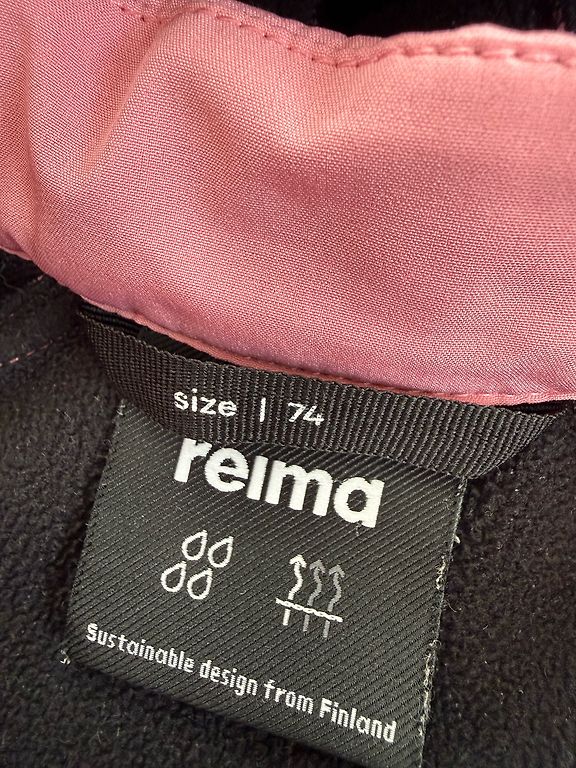 size | 74
reima
Sustainable design from Finland